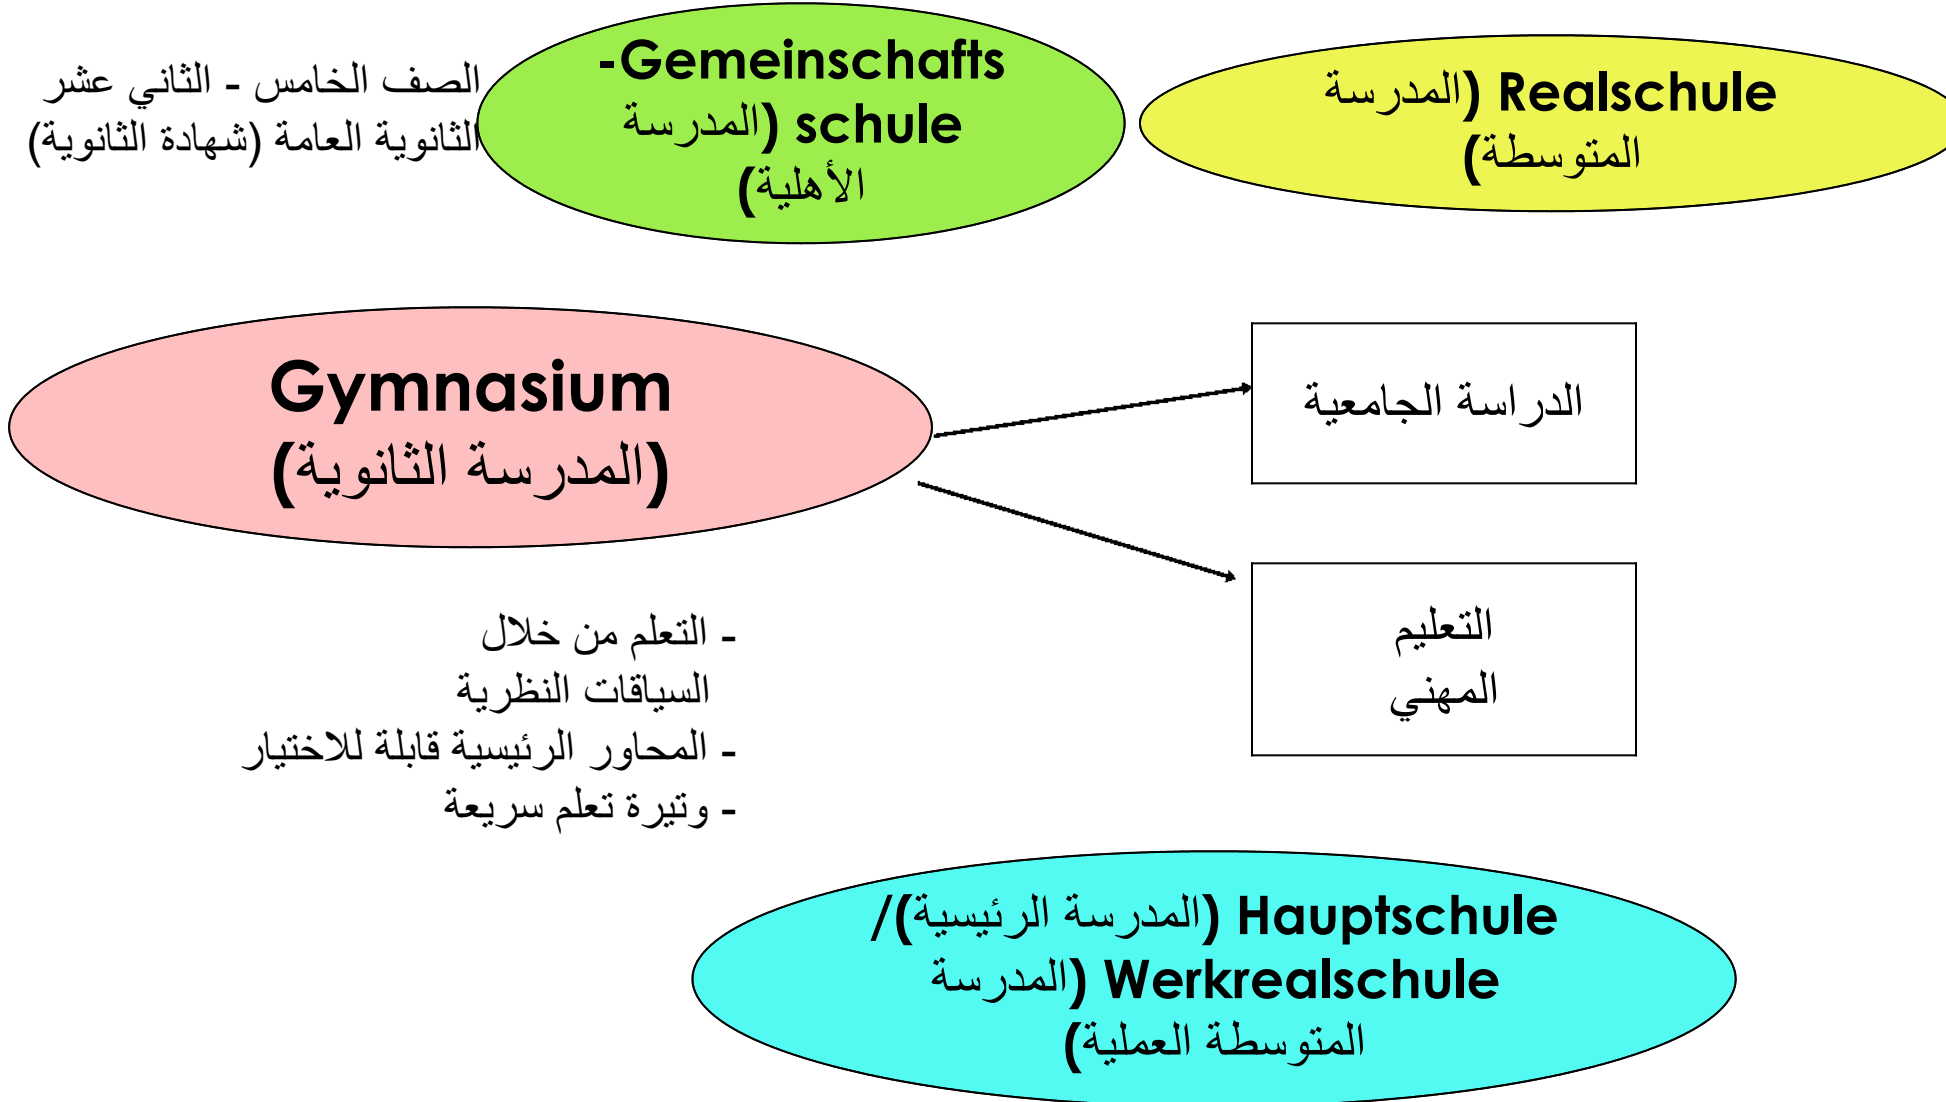 الصف الخامس - الثاني عشر
الثانوية العامة (شهادة الثانوية)
Gemeinschafts-
schule (المدرسة
الأهلية)
Realschule (المدرسة
المتوسطة)
Gymnasium
(المدرسة الثانوية)
الدراسة الجامعية
التعليم
المهني
- التعلم من خلال
السياقات النظرية
- المحاور الرئيسية قابلة للاختيار
- وتيرة تعلم سريعة
Hauptschule (المدرسة الرئيسية)/
Werkrealschule (المدرسة
المتوسطة العملية)